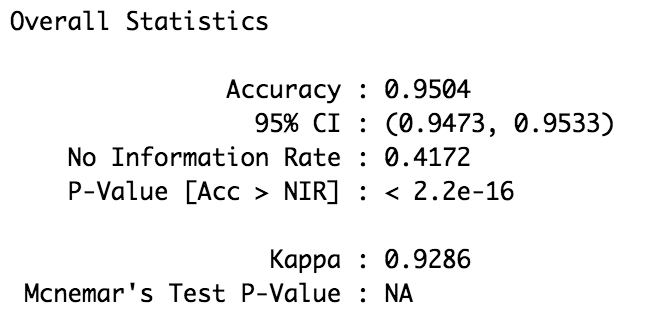 Overall Statistics
Accuracy : 0.9504
95% CI : (0.9473, 0.9533)
No Information Rate : 0.4172
P-Value [Acc > NIR] : < 2.2e-16
Kappa : 0.9286
Mcnemar's Test P-Value : NA